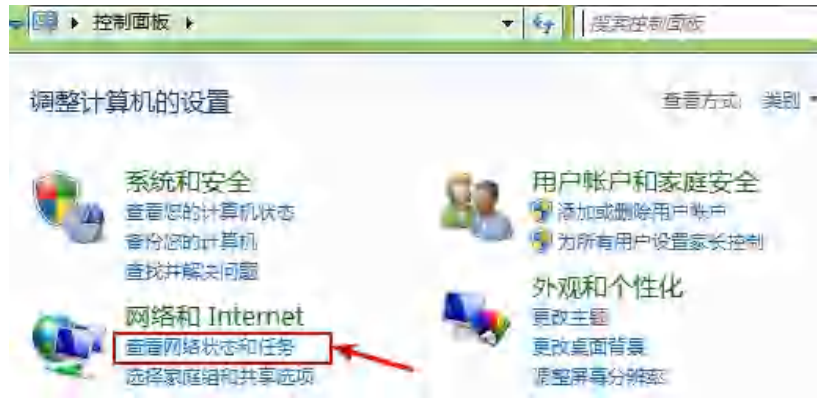 控制面板
搜索控制面板
调整计算机的设置
查看方式: 类别
系统和安全
查看您的计算机状态
备份您的计算机
查找并解决问题
网络和 Internet
查看网络状态和任务
选择家庭组和共享选项
用户帐户和家庭安全
添加或删除用户帐户
为所有用户设置家长控制
外观和个性化
更改主题
更改桌面背景
调整屏幕分辨率